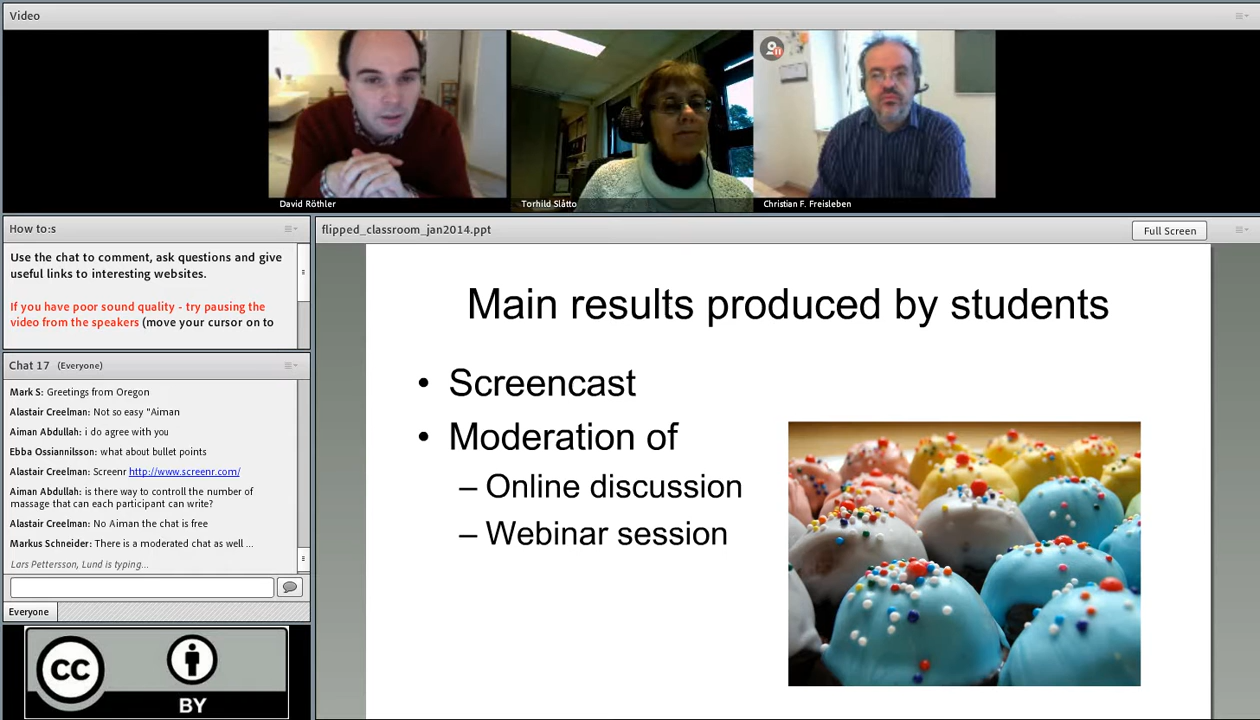 Video
David Röthler
Torhild Slåtto
Christian F. Freisleben
How to:s
Use the chat to comment, ask questions and give
useful links to interesting websites.
If you have poor sound quality - try pausing the
video from the speakers (move your cursor on to
Chat 17 (Everyone)
Mark S: Greetings from Oregon
Alastair Creelman: Not so easy "Aiman
Aiman Abdullah: i do agree with you
Ebba Ossiannilsson: what about bullet points
Alastair Creelman: Screenr http://www.screenr.com/
Aiman Abdullah: is there way to controll the number of
massage that can each participant can write?
Alastair Creelman: No Aiman the chat is free
Markus Schneider: There is a moderated chat as well ...
Lars Pettersson, Lund is typing...
Everyone
CC
BY
flipped_classroom_jan2014.ppt
Full Screen
Main results produced by students
• Screencast
• Moderation of
– Online discussion
– Webinar session